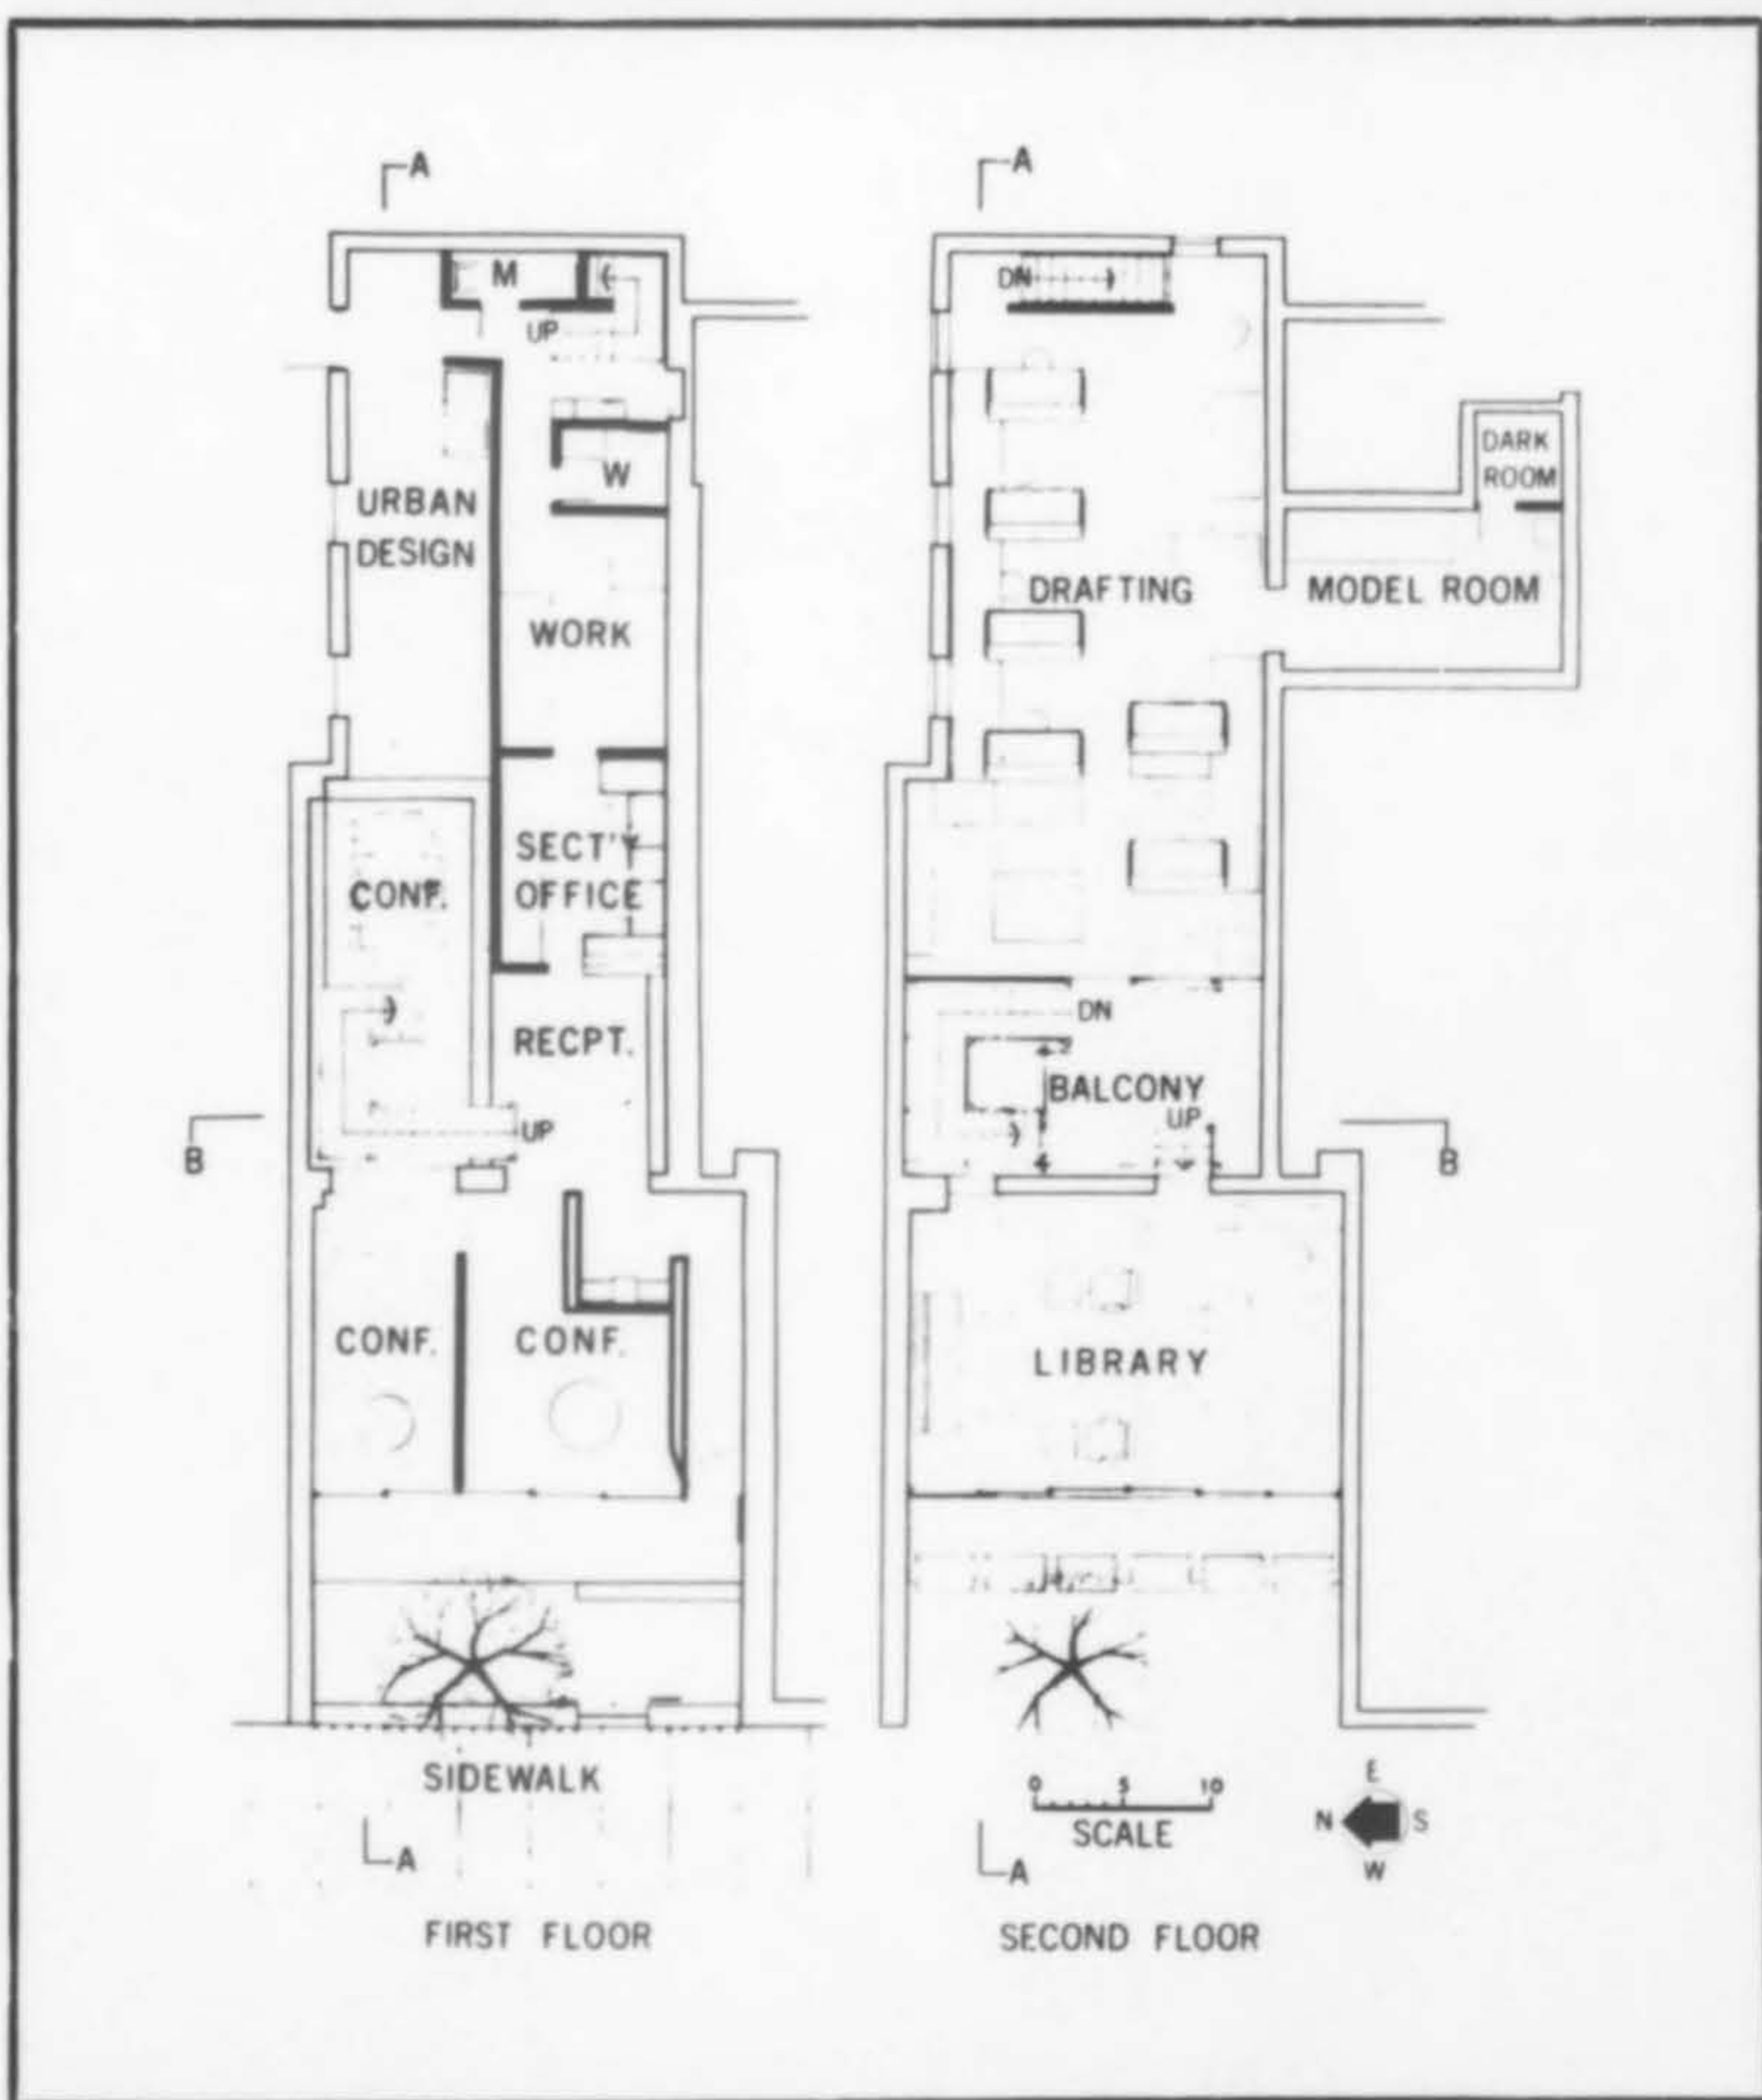 A
A
M
DN
UP
DARK
ROOM
W
URBAN
DESIGN
DRAFTING
MODEL ROOM
WORK
SECT'Y
OFFICE
CONF.
DN
RECPT.
BALCONY
UP
UP
B
B
CONF.
CONF.
LIBRARY
SIDEWALK
0 5 10
SCALE
E
N
S
W
A
A
FIRST FLOOR
SECOND FLOOR